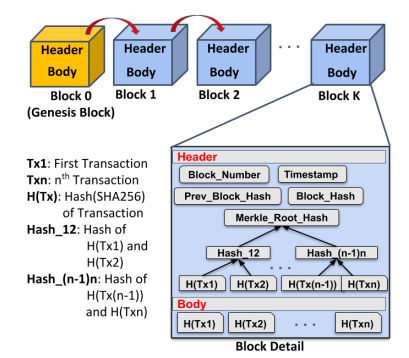 Header
Body
Header
Body
Header
Body
. . .
Header
Body
Block 0
(Genesis Block)
Block 1
Block 2
Block K
Tx1: First Transaction
Txn: nth Transaction
H(Tx): Hash(SHA256)
of Transaction
Hash_12: Hash of
H(Tx1) and
H(Tx2)
Hash_(n-1)n: Hash of
H(Tx(n-1))
and H(Txn)
Header
Block_Number
Timestamp
Prev_Block_Hash
Block_Hash
Merkle_Root_Hash
Hash_12
Hash_(n-1)n
. . .
H(Tx1)
H(Tx2)
H(Tx(n-1))
H(Txn)
Body
H(Tx1)
H(Tx2)
. . .
H(Txn)
Block Detail